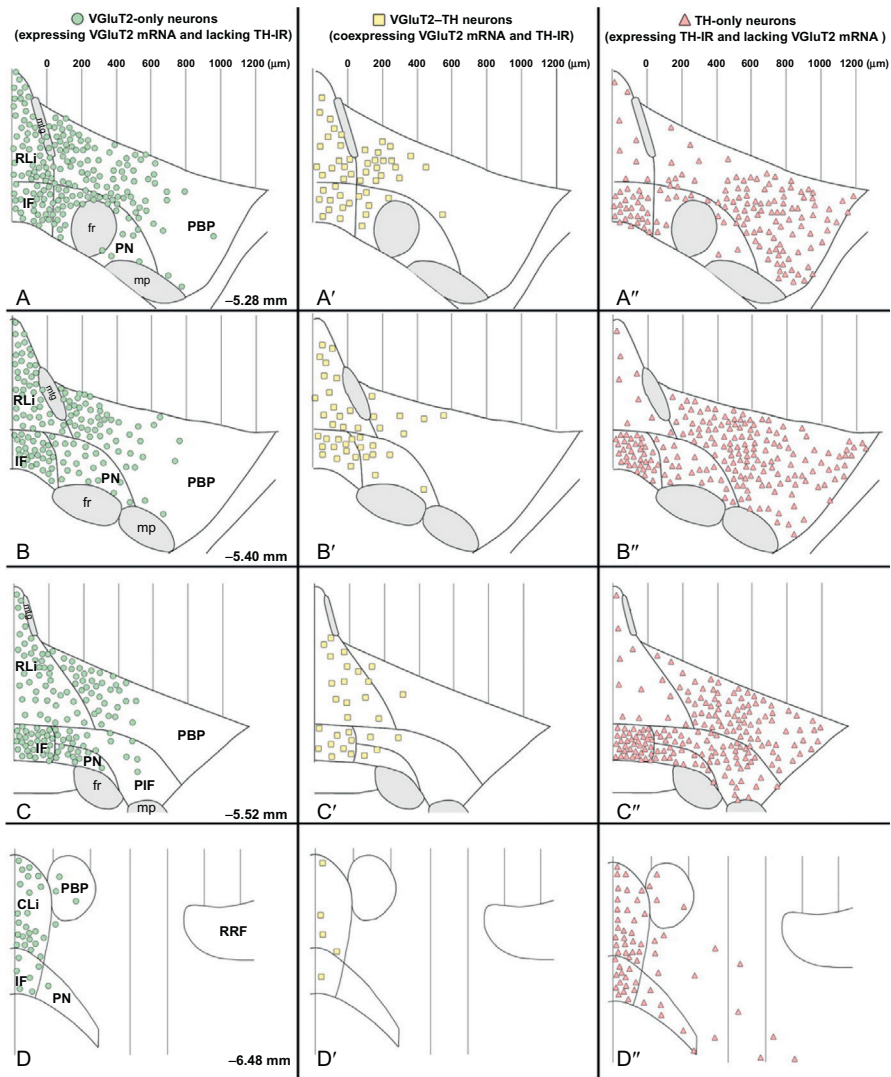 VGluT2-only neurons
(expressing VGluT2 mRNA and lacking TH-IR)
VGluT2–TH neurons
(coexpressing VGluT2 mRNA and TH-IR)
TH-only neurons
(expressing TH-IR and lacking VGluT2 mRNA )
0 200 400 600 800 1000 1200 (μm)
0 200 400 600 800 1000 1200 (μm)
0 200 400 600 800 1000 1200 (μm)
mtg
RLi
IF
fr
PN
PBP
mp
A
–5.28 mm
A′
A″
RLi
mtg
IF
PN
PBP
fr
mp
B
–5.40 mm
B′
B″
mtg
RLi
PBP
IF
PN
fr
PIF
mp
C
–5.52 mm
C′
C″
PBP
CLi
RRF
IF
PN
D
–6.48 mm
D′
D″